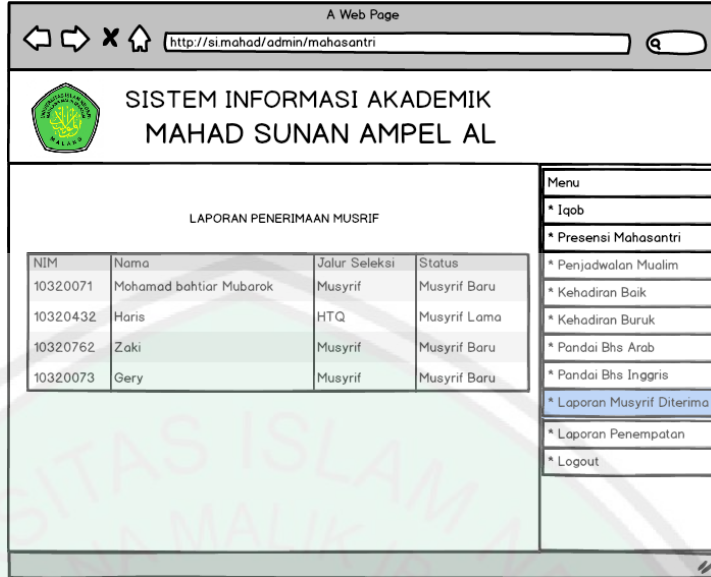 A Web Page
http://si.mahad/admin/mahasantri
SISTEM INFORMASI AKADEMIK
MAHAD SUNAN AMPEL AL
LAPORAN PENERIMAAN MUSRIF
NIM Nama Jalur Seleksi Status
10320071 Mohamad bahtiar Mubarok Musyrif Musyrif Baru
10320432 Haris HTQ Musyrif Lama
10320762 Zaki Musyrif Musyrif Baru
10320073 Gery Musyrif Musyrif Baru
Menu
* Iqob
* Presensi Mahasantri
* Penjadwalan Mualim
* Kehadiran Baik
* Kehadiran Buruk
* Pandai Bhs Arab
* Pandai Bhs Inggris
* Laporan Musyrif Diterima
* Laporan Penempatan
* Logout